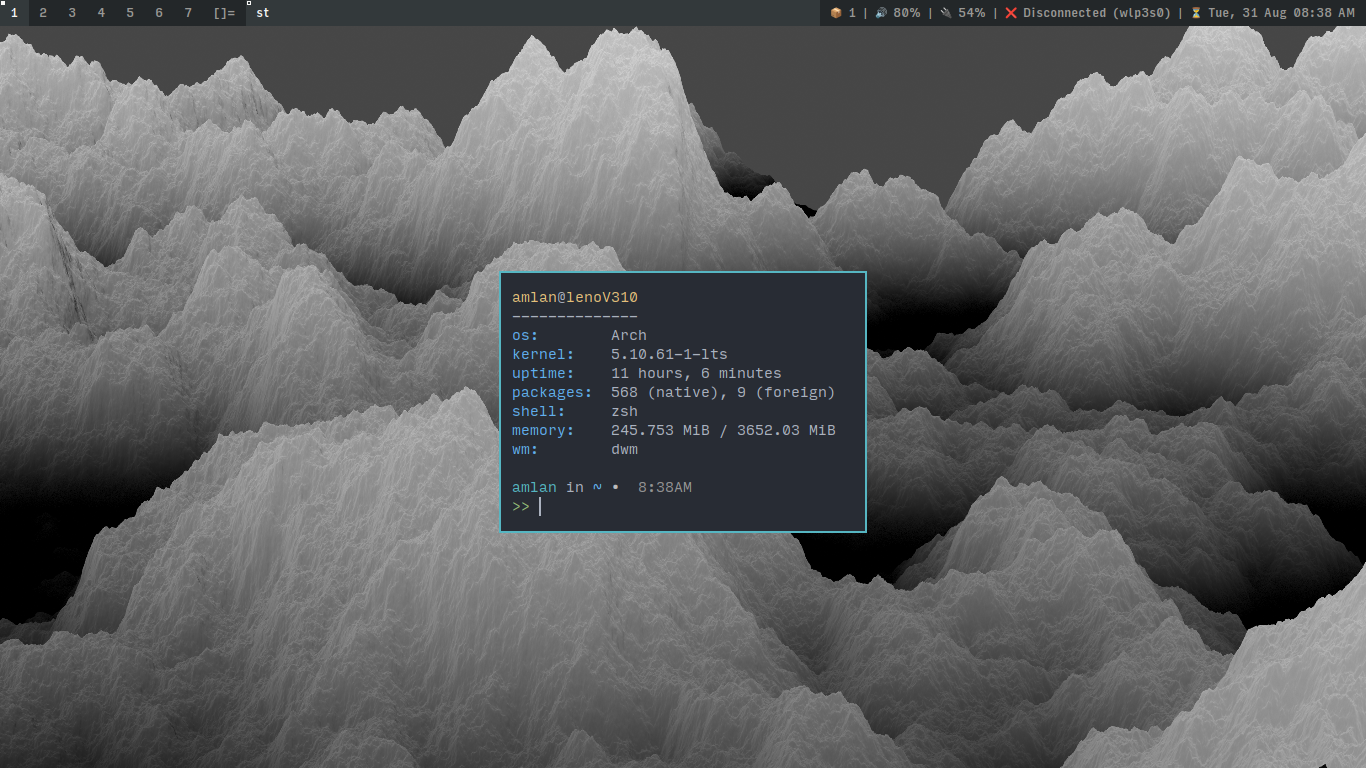 1 2 3 4 5 6 7 []= st 📦 1 | 🔊 80% | 🔌 54% | ❌ Disconnected (wlp3s0) | ⏳ Tue, 31 Aug 08:38 AM
amlan@lenoV310
--------------
os: Arch
kernel: 5.10.61-1-lts
uptime: 11 hours, 6 minutes
packages: 568 (native), 9 (foreign)
shell: zsh
memory: 245.753 MiB / 3652.03 MiB
wm: dwm
amlan in ~ • 8:38AM
>>